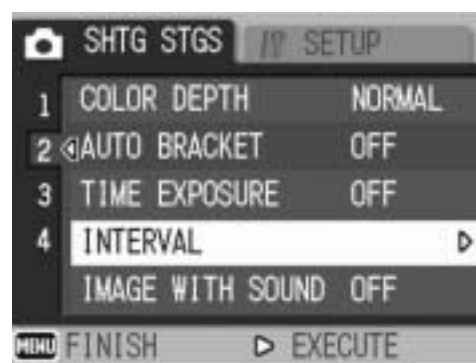 SHTG STGS SETUP
1 COLOR DEPTH NORMAL
2 AUTO BRACKET OFF
3 TIME EXPOSURE OFF
4 INTERVAL
IMAGE WITH SOUND OFF
MENU FINISH EXECUTE